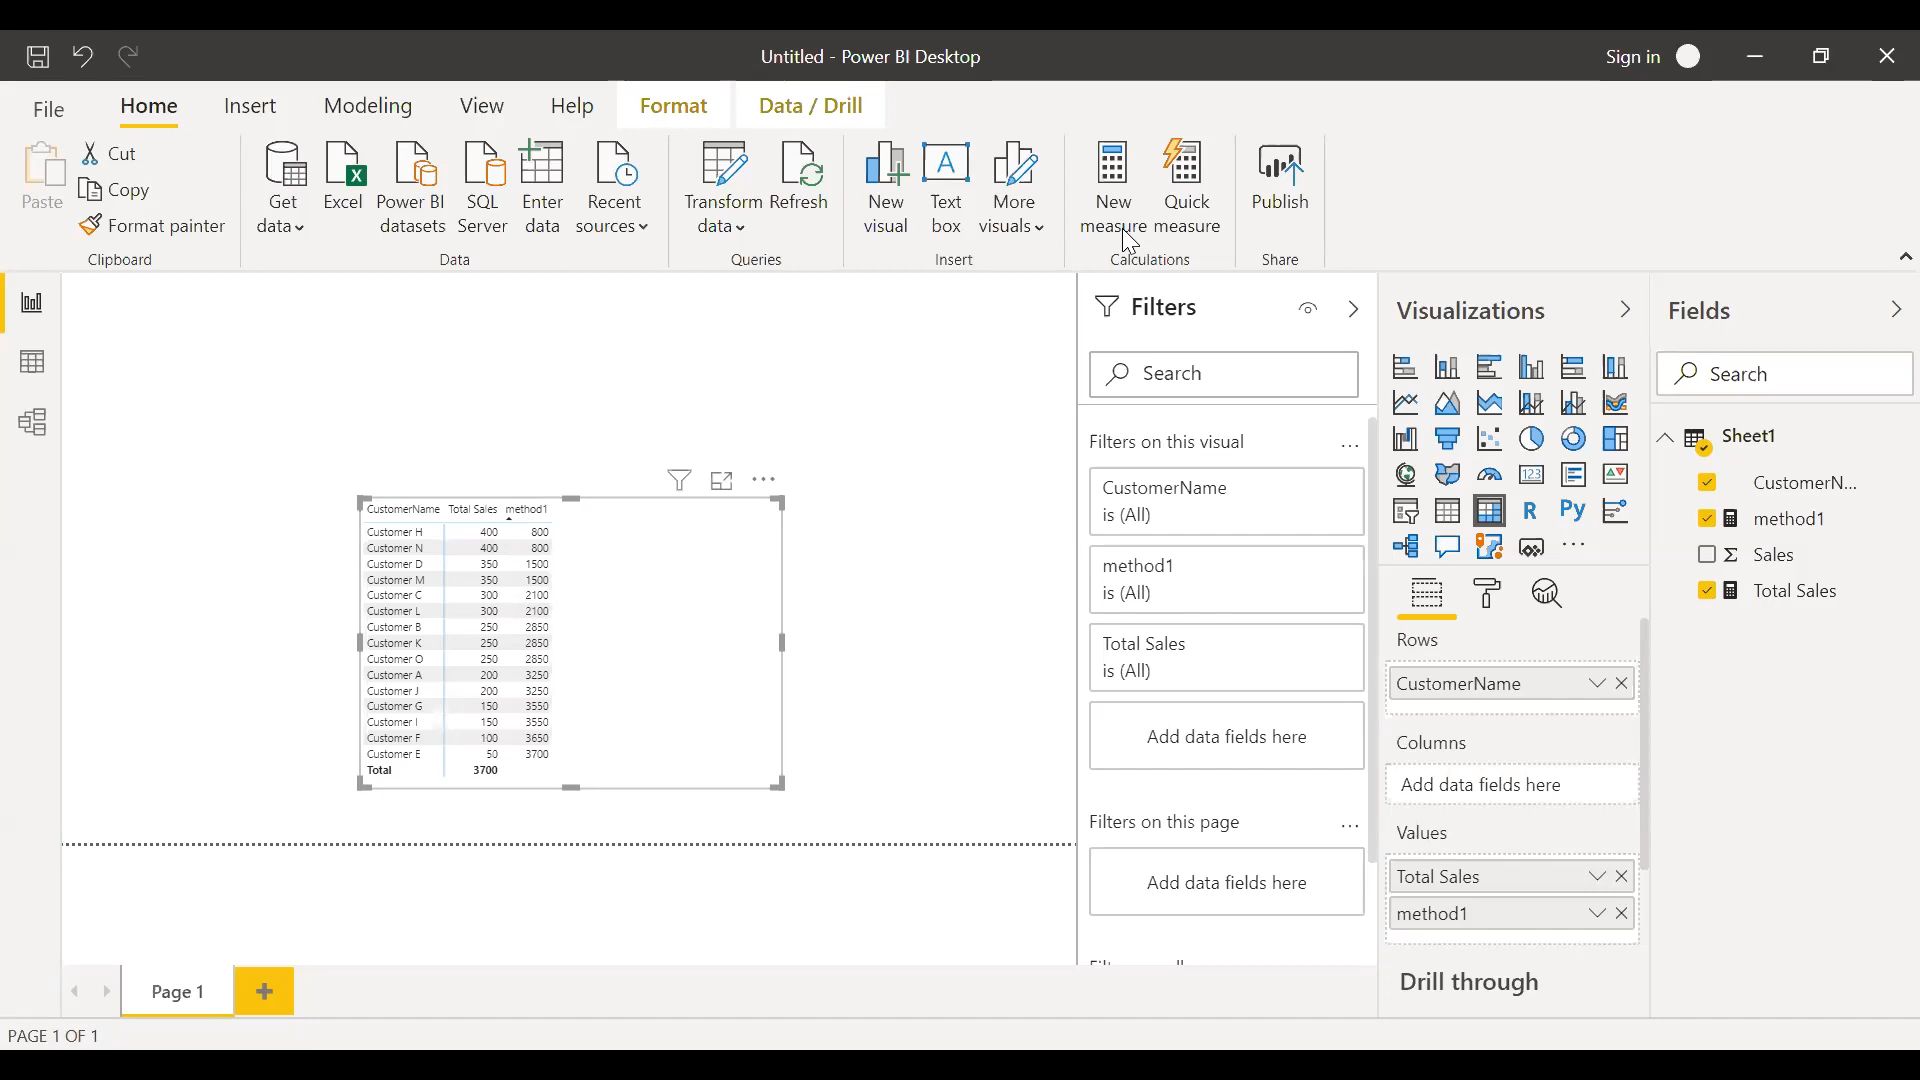 Untitled - Power BI Desktop
Sign in
File
Home
Insert
Modeling
View
Help
Format
Data / Drill
Paste
Cut
Copy
Format painter
Clipboard
Get data
Excel
Power BI datasets
SQL Server
Enter data
Recent sources
Data
Transform data
Refresh
Queries
New visual
A
Text box
More visuals
Insert
New measure
Quick measure
Calculations
Publish
Share
CustomerName Total Sales method1
Customer H 400 800
Customer N 400 800
Customer D 350 1500
Customer M 350 1500
Customer C 300 2100
Customer L 300 2100
Customer B 250 2850
Customer K 250 2850
Customer O 250 2850
Customer A 200 3250
Customer J 200 3250
Customer G 150 3550
Customer I 150 3550
Customer F 100 3650
Customer E 50 3700
Total 3700
Filters
Search
Filters on this visual
CustomerName
is (All)
method1
is (All)
Total Sales
is (All)
Add data fields here
Filters on this page
Add data fields here
Visualizations
123
R
Py
Rows
CustomerName
Columns
Add data fields here
Values
Total Sales
method1
Drill through
Fields
Search
Sheet1
CustomerN...
method1
Σ Sales
Total Sales
Page 1
PAGE 1 OF 1